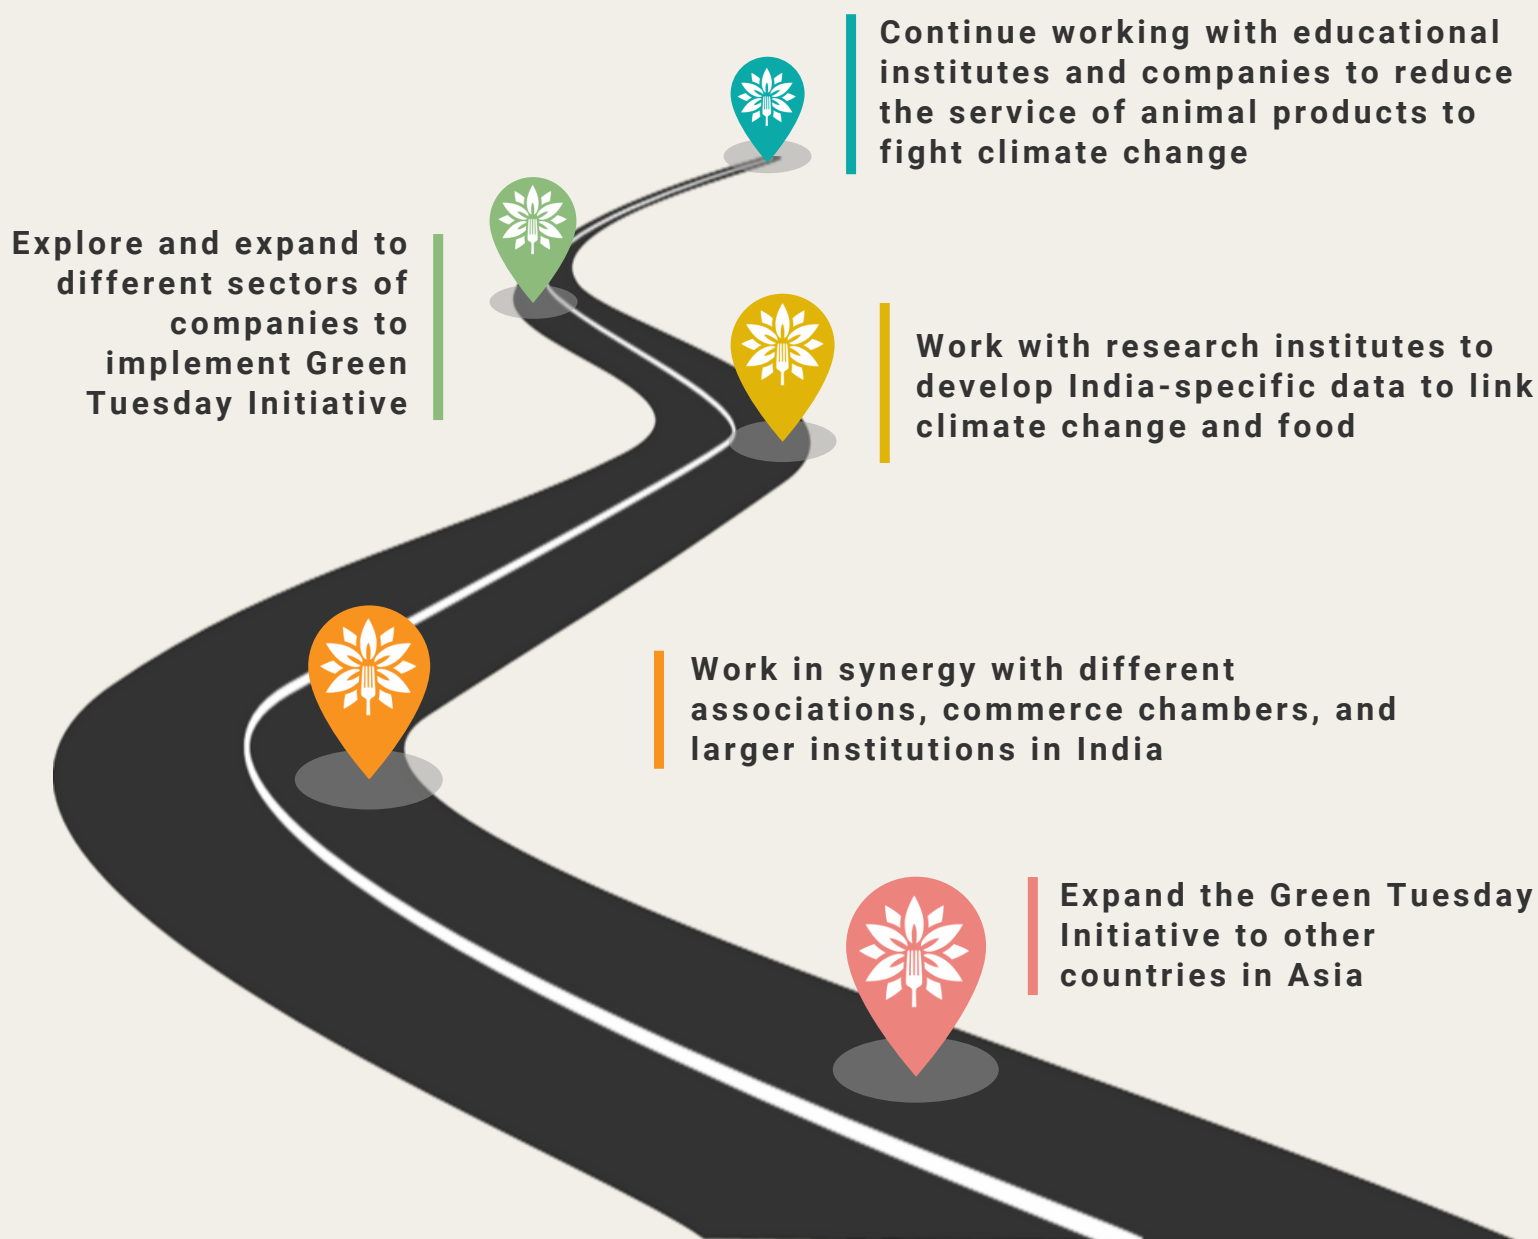 Continue working with educational
institutes and companies to reduce
the service of animal products to
fight climate change
Explore and expand to
different sectors of
companies to
implement Green
Tuesday Initiative
Work with research institutes to
develop India-specific data to link
climate change and food
Work in synergy with different
associations, commerce chambers, and
larger institutions in India
Expand the Green Tuesday
Initiative to other
countries in Asia